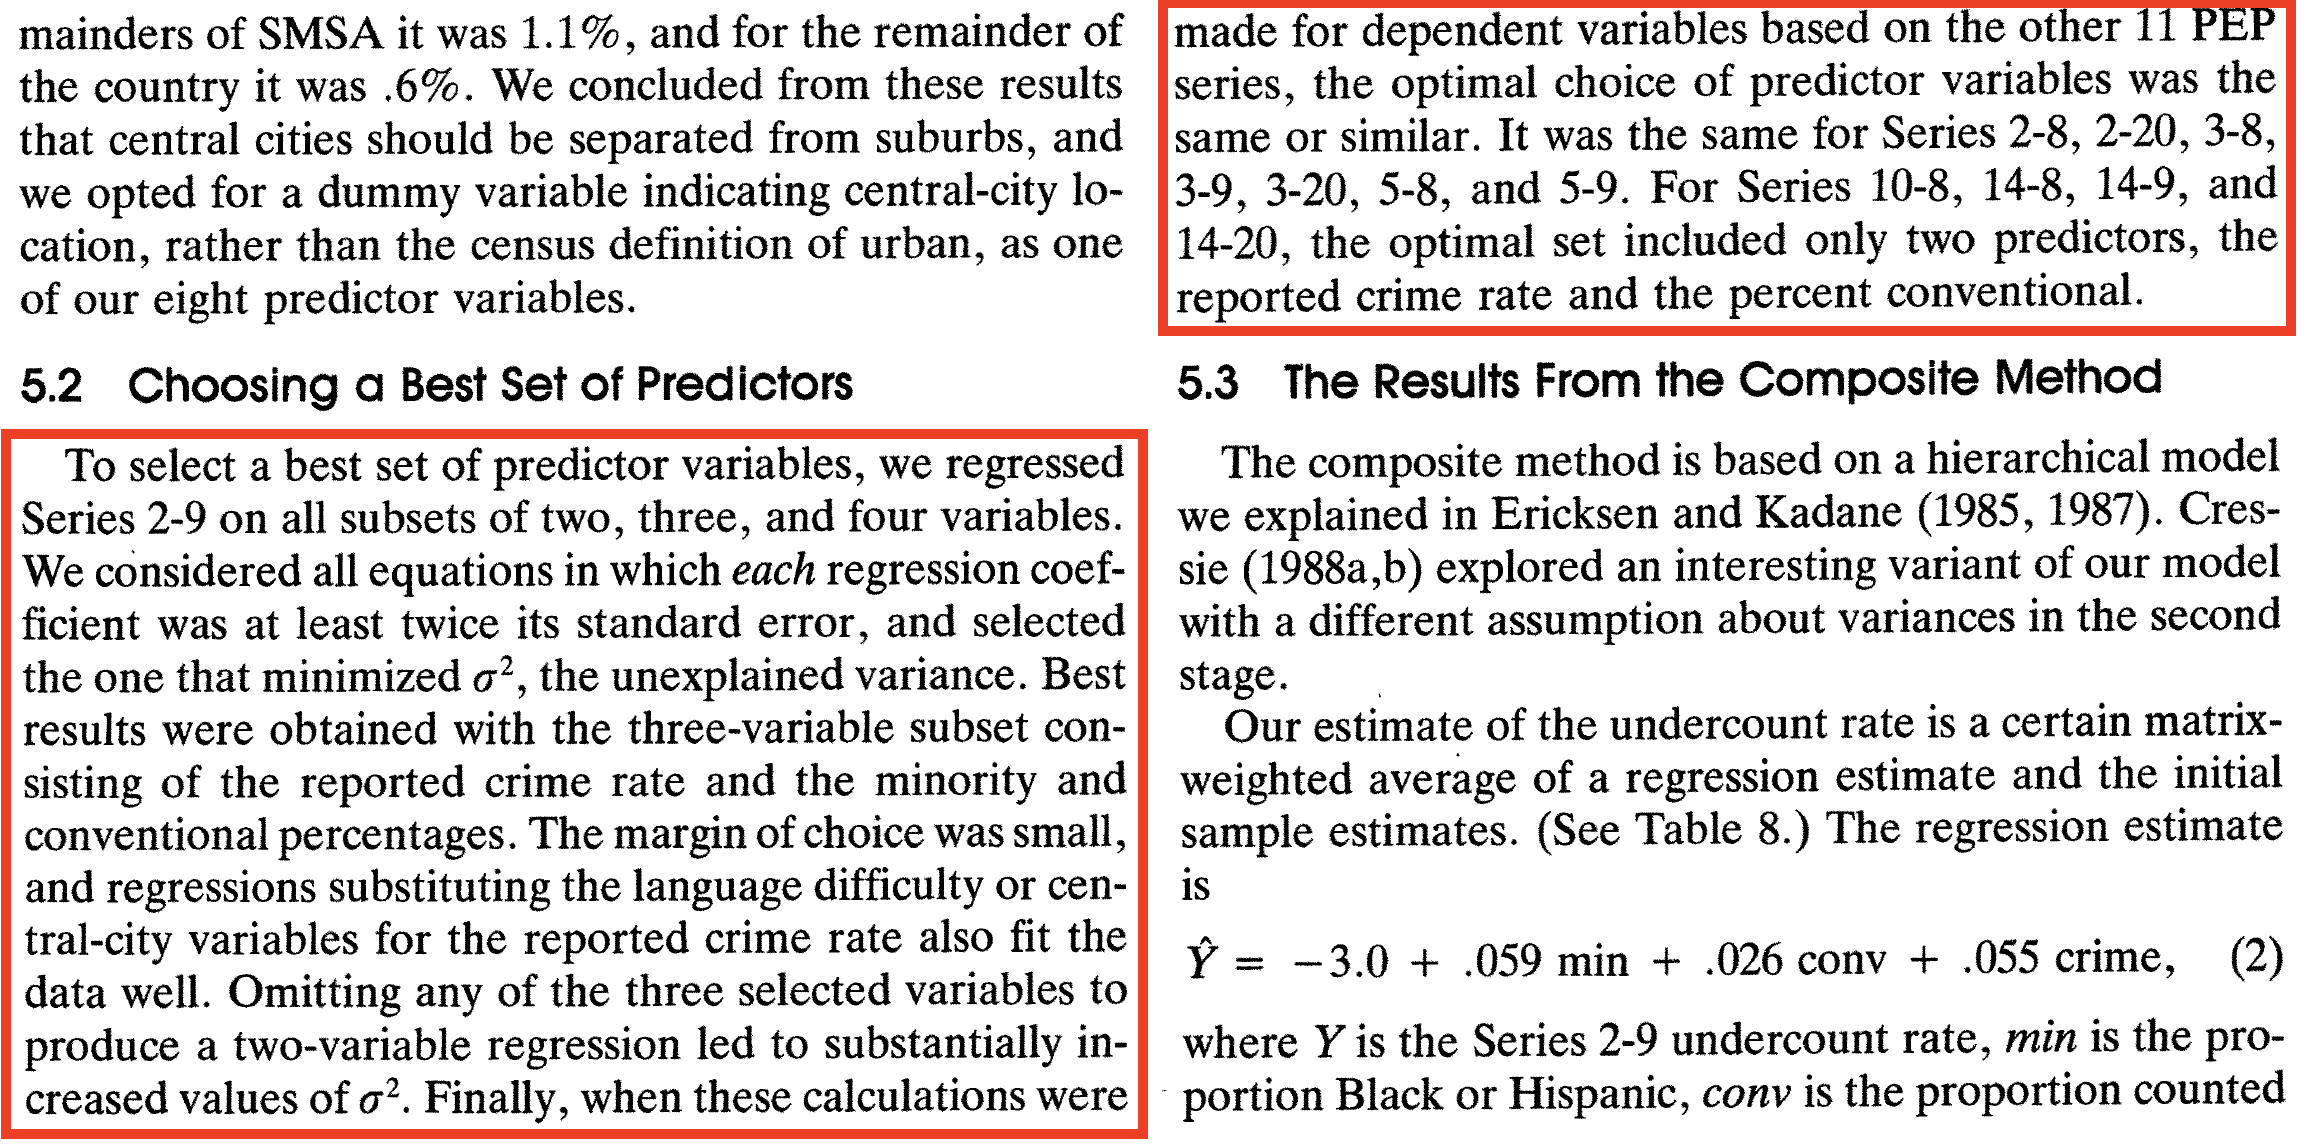 mainders of SMSA it was 1.1%, and for the remainder of
the country it was .6%. We concluded from these results
that central cities should be separated from suburbs, and
we opted for a dummy variable indicating central-city lo-
cation, rather than the census definition of urban, as one
of our eight predictor variables.
5.2 Choosing a Best Set of Predictors
To select a best set of predictor variables, we regressed
Series 2-9 on all subsets of two, three, and four variables.
We considered all equations in which each regression coef-
ficient was at least twice its standard error, and selected
the one that minimized σ², the unexplained variance. Best
results were obtained with the three-variable subset con-
sisting of the reported crime rate and the minority and
conventional percentages. The margin of choice was small,
and regressions substituting the language difficulty or cen-
tral-city variables for the reported crime rate also fit the
data well. Omitting any of the three selected variables to
produce a two-variable regression led to substantially in-
creased values of σ². Finally, when these calculations were
made for dependent variables based on the other 11 PEP
series, the optimal choice of predictor variables was the
same or similar. It was the same for Series 2-8, 2-20, 3-8,
3-9, 3-20, 5-8, and 5-9. For Series 10-8, 14-8, 14-9, and
14-20, the optimal set included only two predictors, the
reported crime rate and the percent conventional.
5.3 The Results From the Composite Method
The composite method is based on a hierarchical model
we explained in Ericksen and Kadane (1985, 1987). Cres-
sie (1988a,b) explored an interesting variant of our model
with a different assumption about variances in the second
stage.
Our estimate of the undercount rate is a certain matrix-
weighted average of a regression estimate and the initial
sample estimates. (See Table 8.) The regression estimate
is
Ŷ = −3.0 + .059 min + .026 conv + .055 crime, (2)
where Y is the Series 2-9 undercount rate, min is the pro-
portion Black or Hispanic, conv is the proportion counted